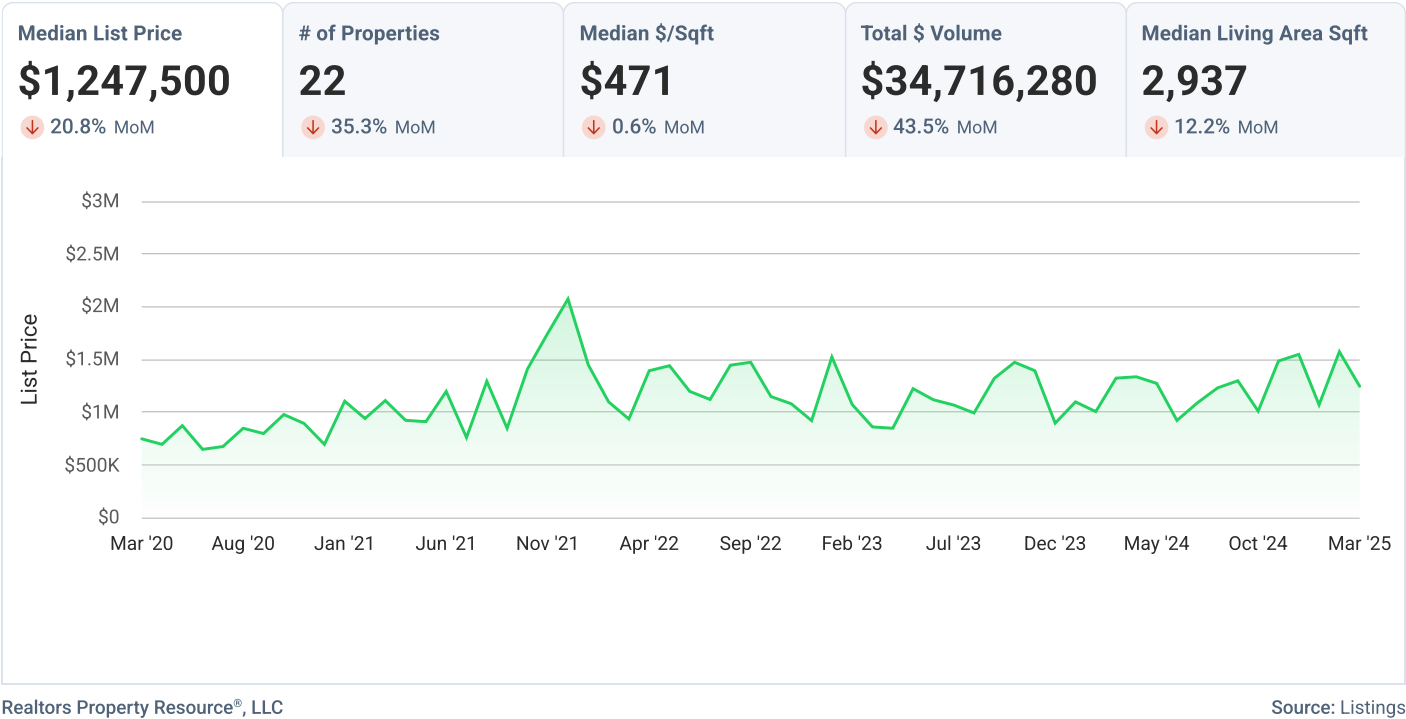 Median List Price
$1,247,500
20.8% MoM
# of Properties
22
35.3% MoM
Median $/Sqft
$471
0.6% MoM
Total $ Volume
$34,716,280
43.5% MoM
Median Living Area Sqft
2,937
12.2% MoM
List Price
$3M
$2.5M
$2M
$1.5M
$1M
$500K
$0
Mar '20 Aug '20 Jan '21 Jun '21 Nov '21 Apr '22 Sep '22 Feb '23 Jul '23 Dec '23 May '24 Oct '24 Mar '25
Realtors Property Resource®, LLC
Source: Listings